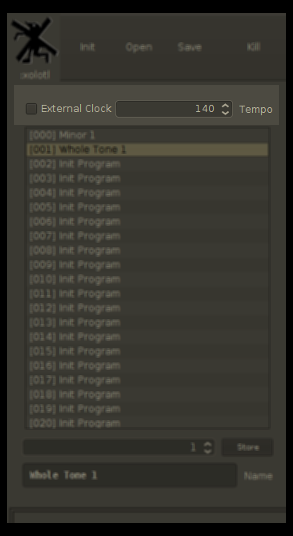 :xolotl
Init Open Save Kill
External Clock 140 Tempo
[000] Minor 1
[001] Whole Tone 1
[002] Init Program
[003] Init Program
[004] Init Program
[005] Init Program
[006] Init Program
[007] Init Program
[008] Init Program
[009] Init Program
[010] Init Program
[011] Init Program
[012] Init Program
[013] Init Program
[014] Init Program
[015] Init Program
[016] Init Program
[017] Init Program
[018] Init Program
[019] Init Program
[020] Init Program
1 Store
Whole Tone 1 Name